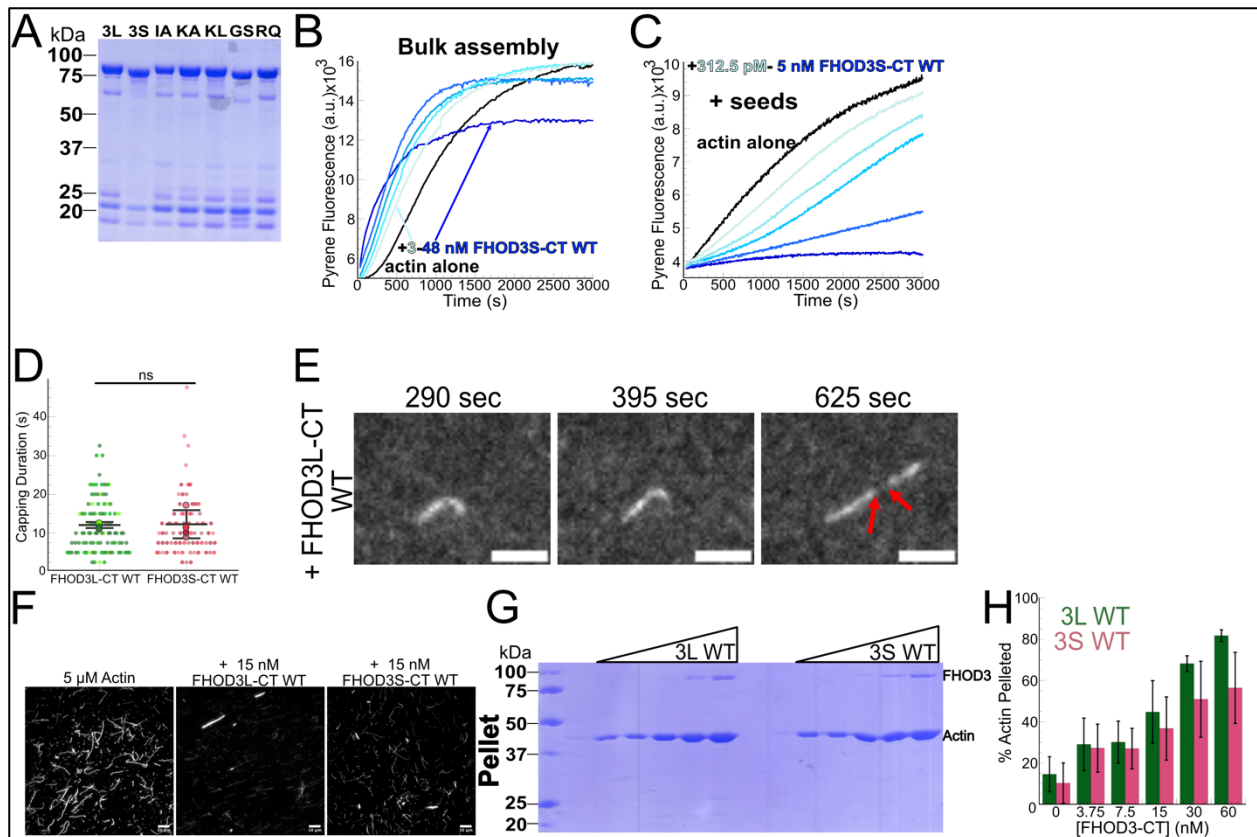 A
kDa 3L 3S IA KA KL GS RQ
100
75
50
37
25
20
B
Bulk assembly
Pyrene Fluorescence (a.u.)x10³
16
14
12
10
8
6
+3-48 nM FHOD3S-CT WT
actin alone
0 500 1000 1500 2000 2500 3000
Time (s)
C
+312.5 pM- 5 nM FHOD3S-CT WT
+ seeds
actin alone
Pyrene Fluorescence (a.u.)x10³
10
9
8
7
6
5
4
3
0 500 1000 1500 2000 2500 3000
Time (s)
D
ns
Capping Duration (s)
50
40
30
20
10
0
FHOD3L-CT WT FHOD3S-CT WT
E
290 sec 395 sec 625 sec
+ FHOD3L-CT
WT
F
5 µM Actin
+ 15 nM
FHOD3L-CT WT
+ 15 nM
FHOD3S-CT WT
G
kDa 3L WT 3S WT
100
75
50
37
25
20
Pellet
FHOD3
Actin
H
3L WT
3S WT
% Actin Pelleted
100
80
60
40
20
0
0 3.75 7.5 15 30 60
[FHOD3-CT] (nM)